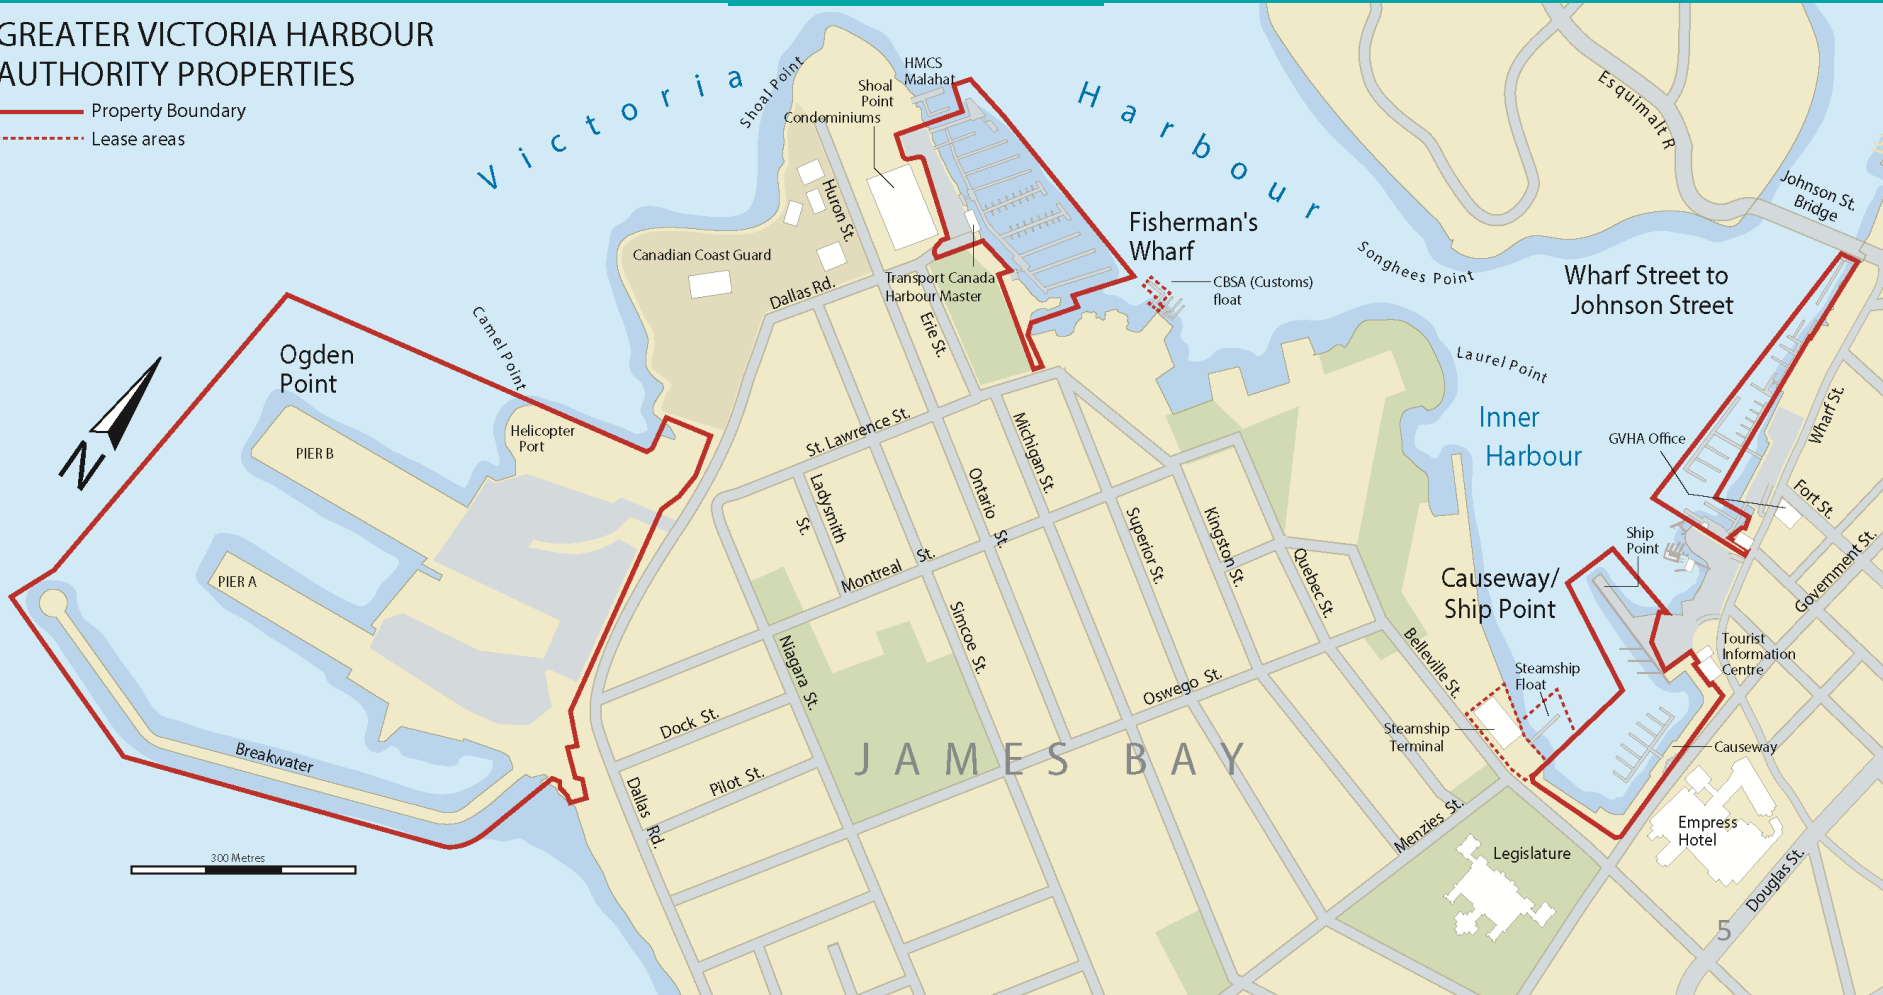 GREATER VICTORIA HARBOUR
AUTHORITY PROPERTIES
Property Boundary
Lease areas
Victoria
Harbour
Shoal Point
HMCS
Malahat
Shoal
Point
Condominiums
Huron St.
Canadian Coast Guard
Dallas Rd.
Transport Canada
Harbour Master
Erie St.
Fisherman's
Wharf
CBSA (Customs)
float
Songhees Point
Esquimalt R
Johnson St.
Bridge
Wharf Street to
Johnson Street
Laurel Point
Inner
Harbour
GVHA Office
Wharf St.
Fort St.
Government St.
Ship
Point
Causeway/
Ship Point
Tourist
Information
Centre
Steamship
Float
Steamship
Terminal
Causeway
Empress
Hotel
Legislature
Douglas St.
Belleville St.
Menzies St.
Oswego St.
Quebec St.
Kingston St.
Superior St.
Michigan St.
Ontario St.
St. Lawrence St.
Ladysmith
St.
Montreal St.
Simcoe St.
Niagara St.
Dock St.
Pilot St.
Dallas Rd.
JAMES BAY
Camel Point
Ogden
Point
Helicopter
Port
PIER B
PIER A
Breakwater
N
300 Metres
5